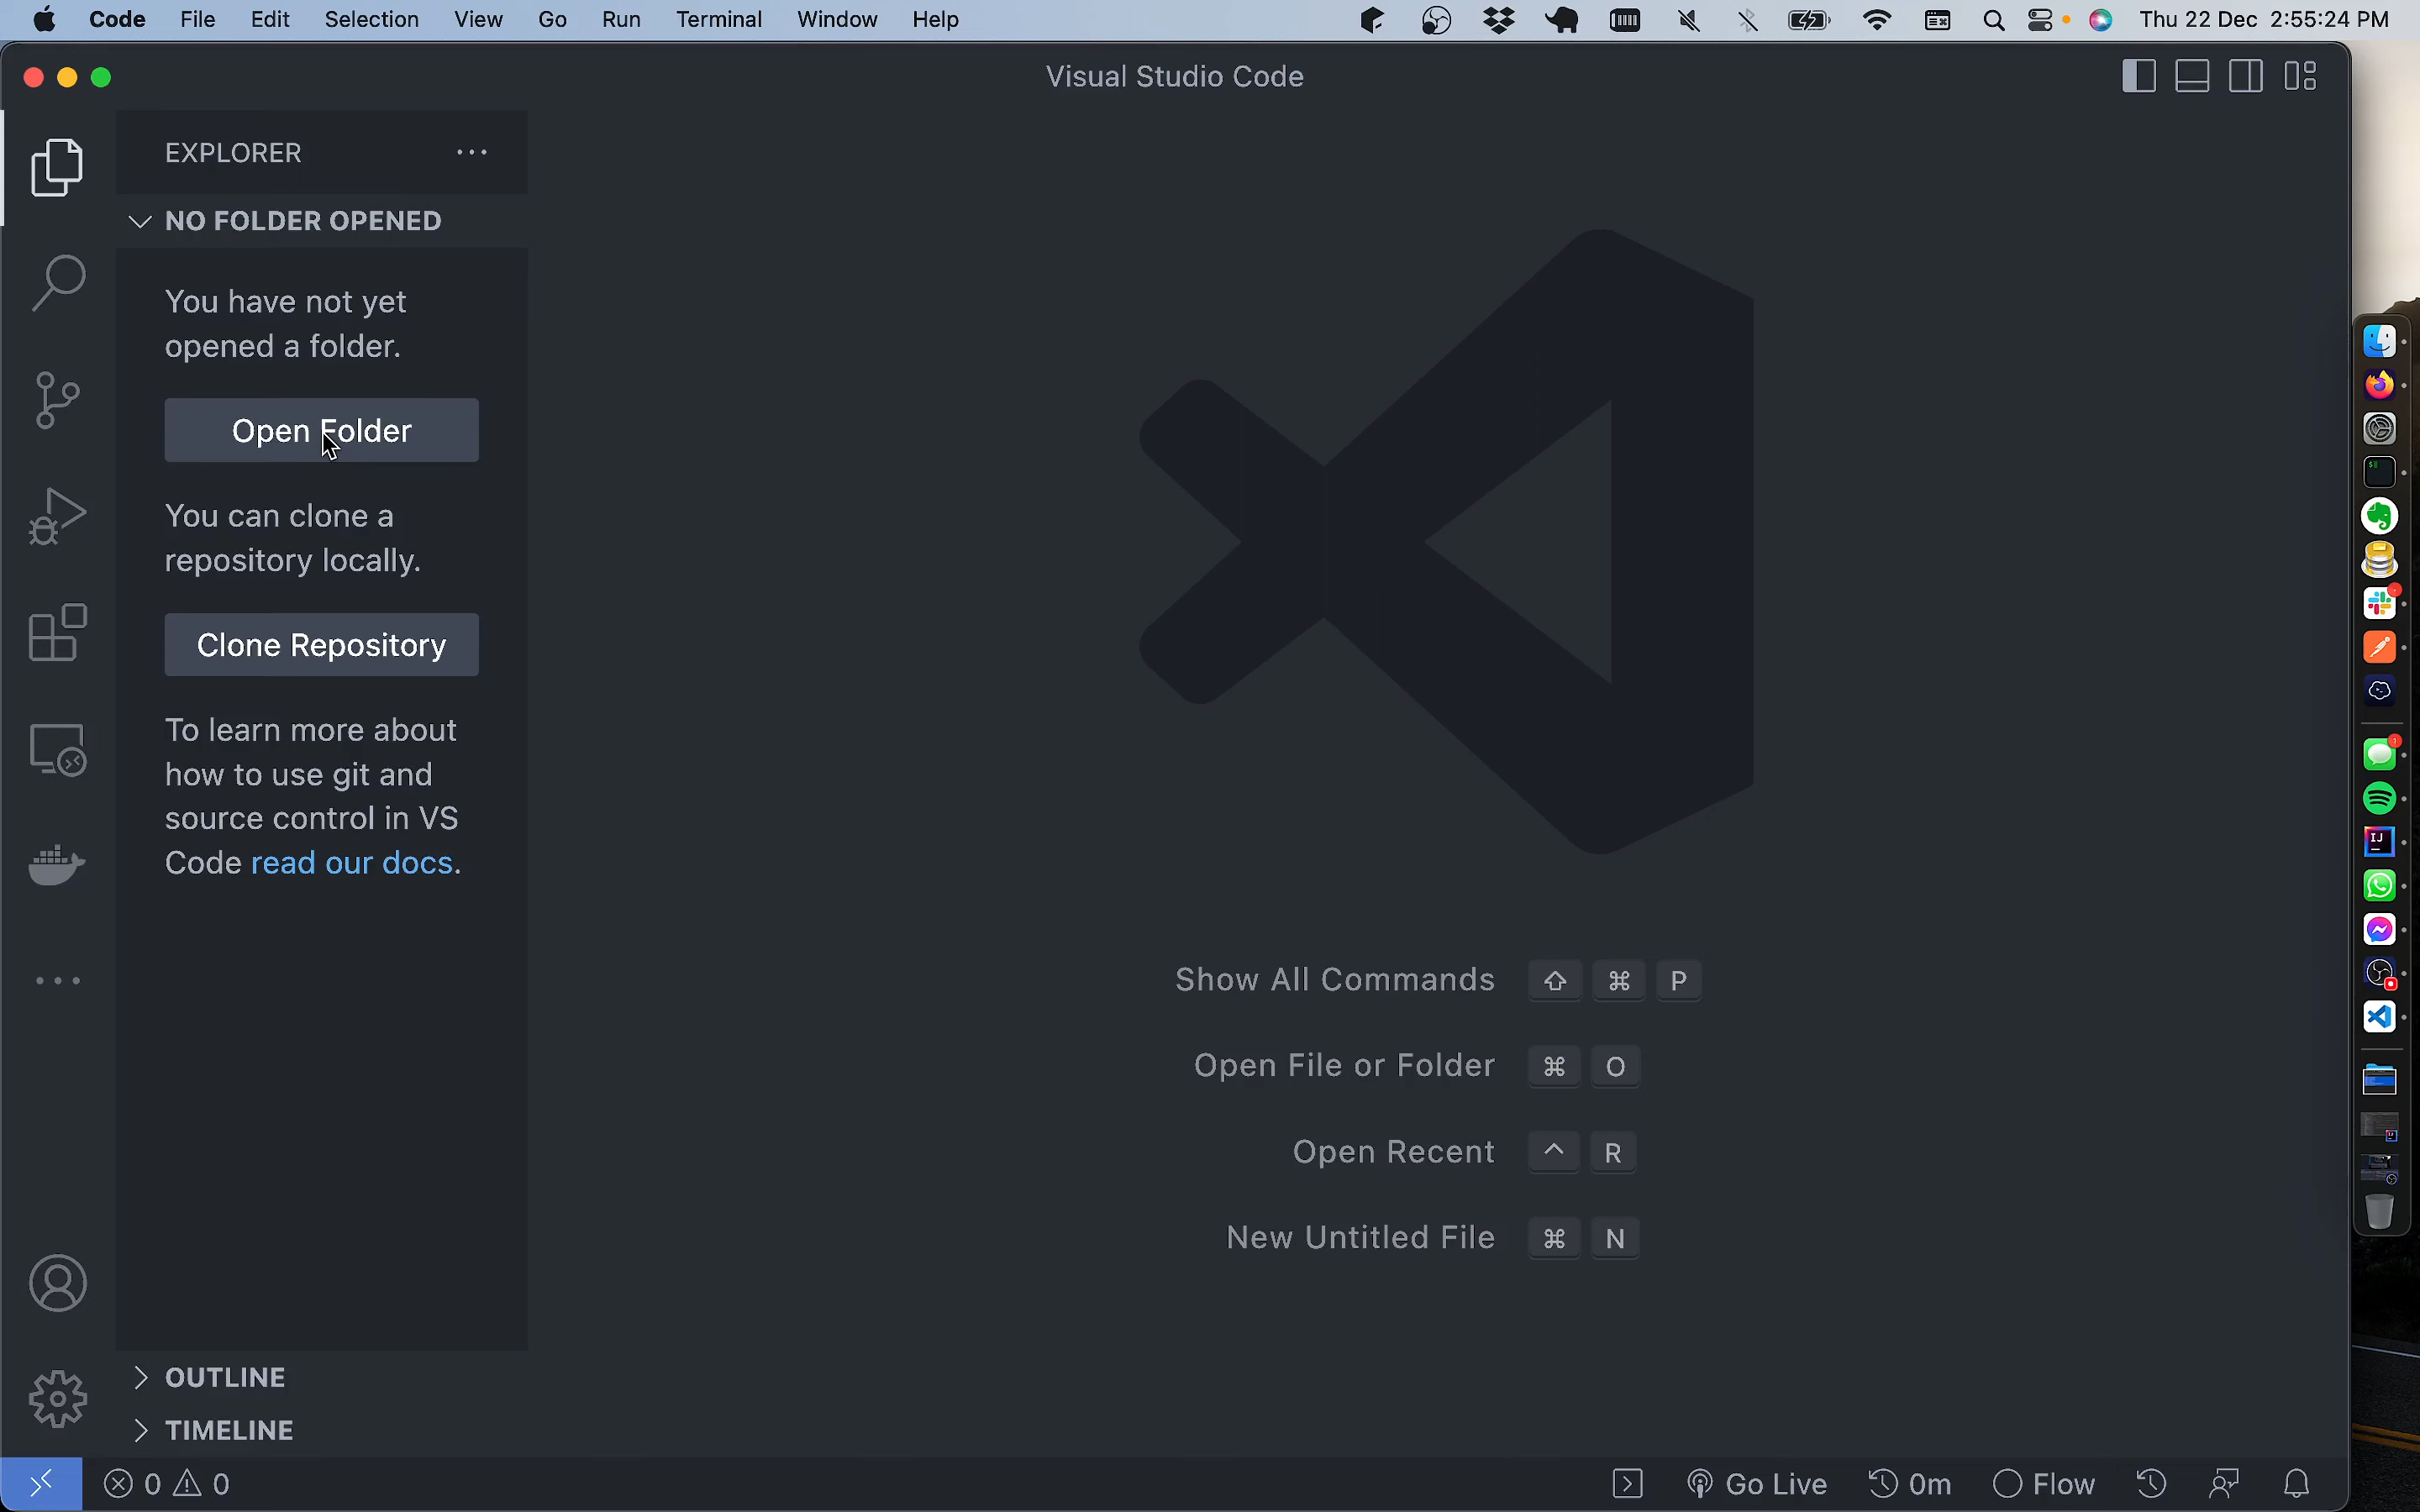 Code File Edit Selection View Go Run Terminal Window Help Thu 22 Dec 2:55:24 PM
Visual Studio Code
EXPLORER
NO FOLDER OPENED
You have not yet
opened a folder.
Open Folder
You can clone a
repository locally.
Clone Repository
To learn more about
how to use git and
source control in VS
Code read our docs.
Show All Commands ⇧ ⌘ P
Open File or Folder ⌘ O
Open Recent ^ R
New Untitled File ⌘ N
OUTLINE
TIMELINE
0 0 Go Live 0m Flow
IJ